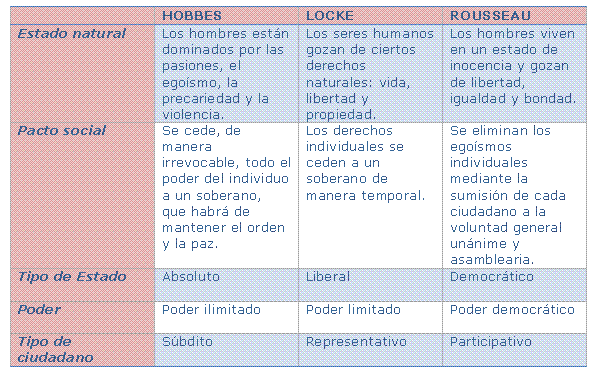 HOBBES LOCKE ROUSSEAU
Estado natural
Los hombres están
dominados por las
pasiones, el
egoísmo, la
precariedad y la
violencia.
Los seres humanos
gozan de ciertos
derechos
naturales: vida,
libertad y
propiedad.
Los hombres viven
en un estado de
inocencia y gozan
de libertad,
igualdad y bondad.
Pacto social
Se cede, de
manera
irrevocable, todo el
poder del individuo
a un soberano,
que habrá de
mantener el orden
y la paz.
Los derechos
individuales se
ceden a un
soberano de
manera temporal.
Se eliminan los
egoísmos
individuales
mediante la
sumisión de cada
ciudadano a la
voluntad general
unánime y
asamblearia.
Tipo de Estado
Absoluto
Liberal
Democrático
Poder
Poder ilimitado
Poder limitado
Poder democrático
Tipo de
ciudadano
Súbdito
Representativo
Participativo